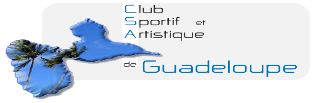 Club
Sportif et
Artistique
de Guadeloupe